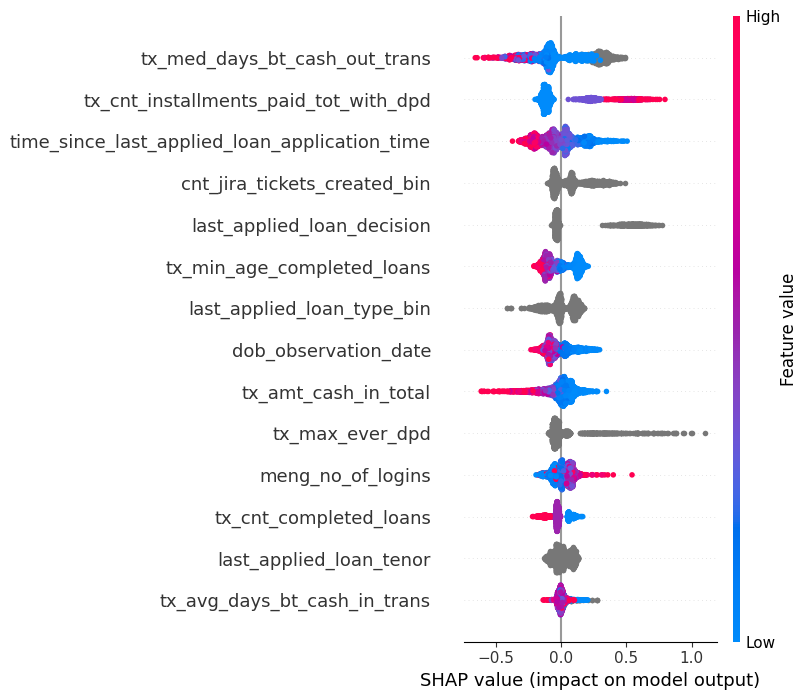 High
tx_med_days_bt_cash_out_trans
tx_cnt_installments_paid_tot_with_dpd
time_since_last_applied_loan_application_time
cnt_jira_tickets_created_bin
last_applied_loan_decision
tx_min_age_completed_loans
last_applied_loan_type_bin
dob_observation_date
tx_amt_cash_in_total
tx_max_ever_dpd
meng_no_of_logins
tx_cnt_completed_loans
last_applied_loan_tenor
tx_avg_days_bt_cash_in_trans
Feature value
Low
−0.5 0.0 0.5 1.0
SHAP value (impact on model output)